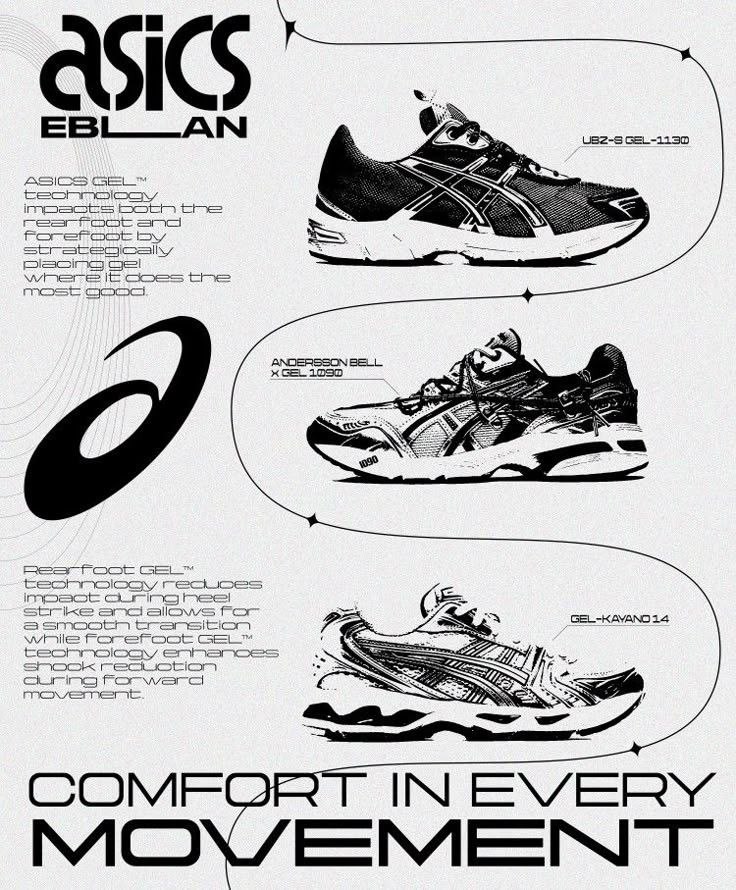 asics
EBL_AN
ASICS GEL™
technology
impacts both the
rearfoot and
forefoot by
strategically
placing gel
where it does the
most good.
UB2-S GEL-1130
ANDERSSON BELL
x GEL 1090
1090
Rearfoot GEL™
technology reduces
impact during heel
strike and allows for
a smooth transition
while forefoot GEL™
technology enhances
shock reduction
during forward
movement.
GEL-KAYANO 14
COMFORT IN EVERY
MOVEMENT